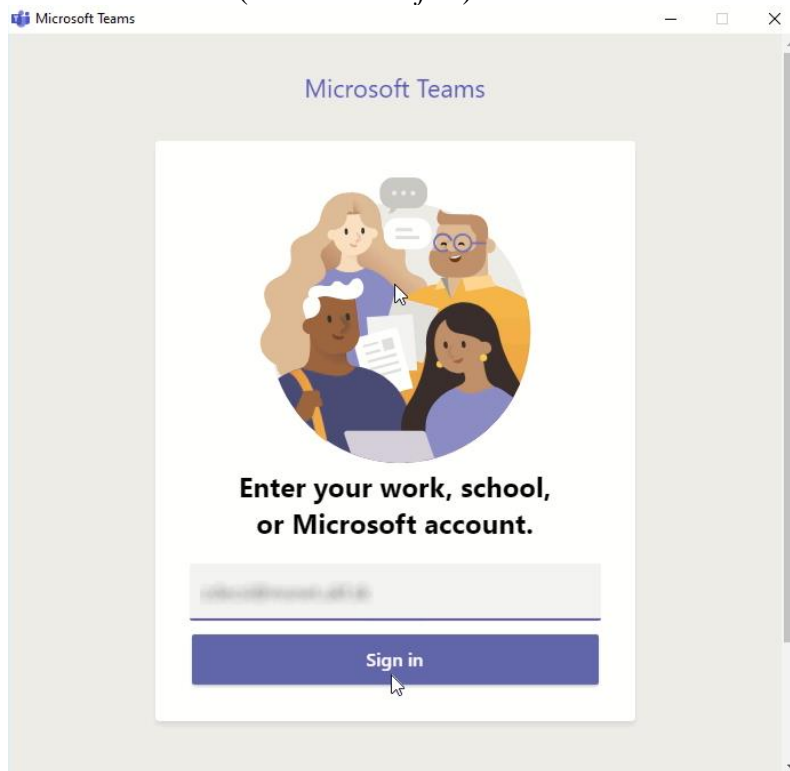 Microsoft Teams
Microsoft Teams
Enter your work, school,
or Microsoft account.
Sign in